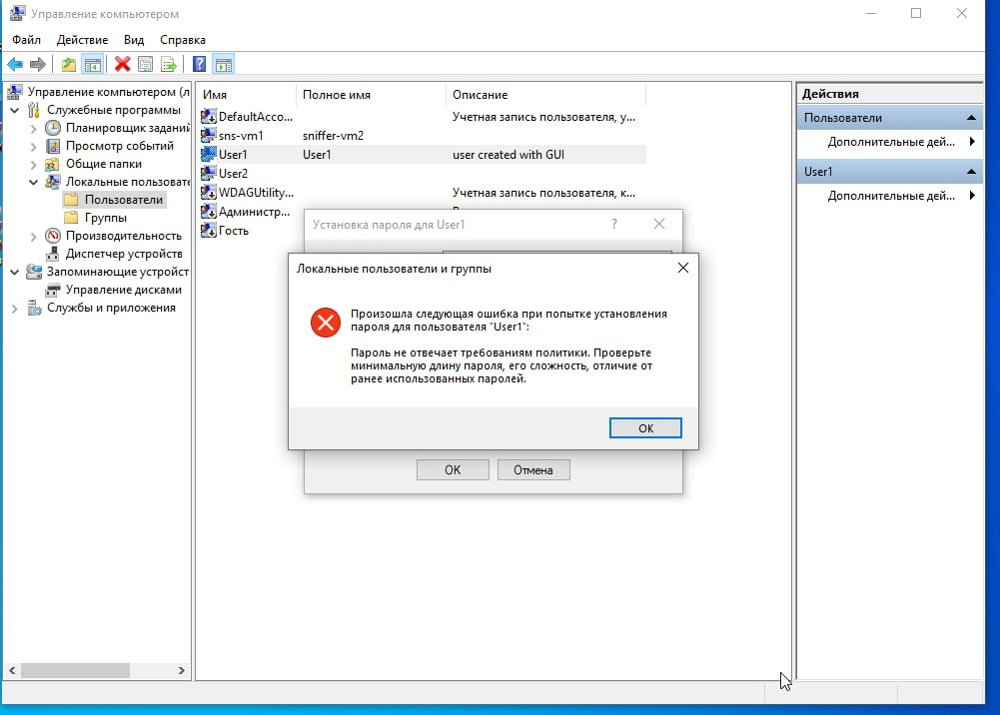 Управление компьютером
Файл Действие Вид Справка
Управление компьютером (л
Служебные программы
Планировщик заданий
Просмотр событий
Общие папки
Локальные пользовате
Пользователи
Группы
Производительность
Диспетчер устройств
Запоминающие устройст
Управление дисками
Службы и приложения
Имя Полное имя Описание
DefaultAcco... Учетная запись пользователя, у...
sns-vm1 sniffer-vm2
User1 User1 user created with GUI
User2
WDAGUtility... Учетная запись пользователя, к...
Администр...
Гость
Установка пароля для User1 ?
Локальные пользователи и группы
Произошла следующая ошибка при попытке установления
пароля для пользователя "User1":
Пароль не отвечает требованиям политики. Проверьте
минимальную длину пароля, его сложность, отличие от
ранее использованных паролей.
OK
OK Отмена
Действия
Пользователи
Дополнительные дей...
User1
Дополнительные дей...